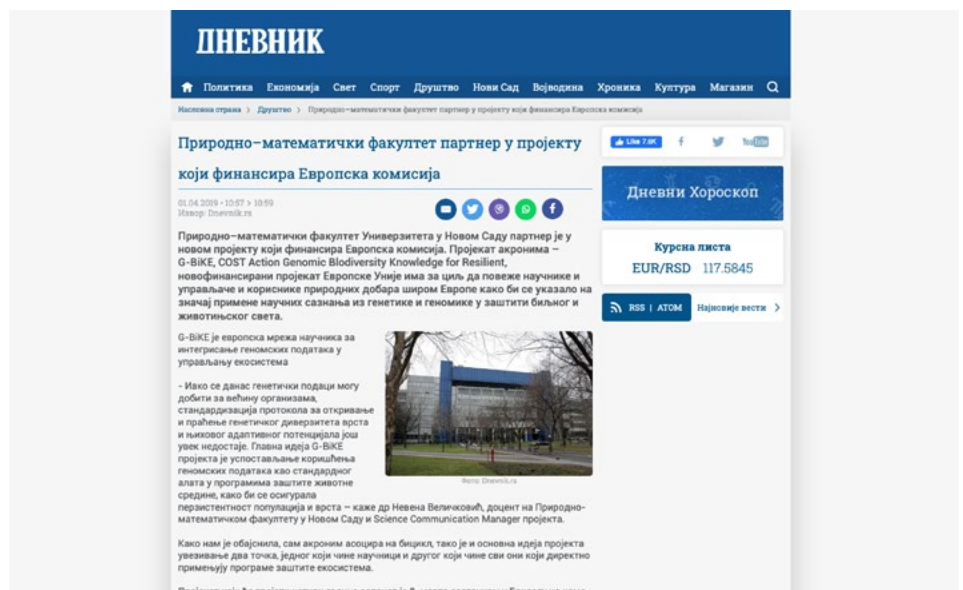 ДНЕВНИК
Политика Економија Свет Спорт Друштво Нови Сад Војводина Хроника Култура Магазин
Насловна страна > Друштво > Природно–математички факултет партнер у пројекту који финансира Европска комисија
Природно–математички факултет партнер у пројекту
који финансира Европска комисија
01.04.2019 • 10:57 > 10:59
Извор: Dnevnik.rs
Природно–математички факултет Универзитета у Новом Саду партнер је у
новом пројекту који финансира Европска комисија. Пројекат акронима –
G-BiKE, COST Action Genomic BIodiversity Knowledge for Resilient,
новофинансирани пројекат Европске Уније има за циљ да повеже научнике и
управљаче и кориснике природних добара широм Европе како би се указало на
значај примене научних сазнања из генетике и геномике у заштити биљног и
животињског света.
G-BiKE је европска мрежа научника за
интегрисање геномских података у
управљању екосистема
- Иако се данас генетички подаци могу
добити за већину организама,
стандардизација протокола за откривање
и праћење генетичког диверзитета врста
и њиховог адаптивног потенцијала још
увек недостаје. Главна идеја G-BiKE
пројекта је успостављање коришћења
геномских података као стандардног
алата у програмима заштите животне
средине, како би се осигурала
перзистентност популација и врста – каже др Невена Величковић, доцент на Природно-
математичком факултету у Новом Саду и Science Communication Manager пројекта.
Фото: Dnevnik.rs
Како нам је објаснила, сам акроним асоцира на бицикл, тако је и основна идеја пројекта
увезивање два точка, једног који чине научници и другог који чине сви они који директно
примењују програме заштите екосистема.
Like 7.8K YouTube
Дневни Хороскоп
Курсна листа
EUR/RSD 117.5845
RSS | ATOM Најновије вести >